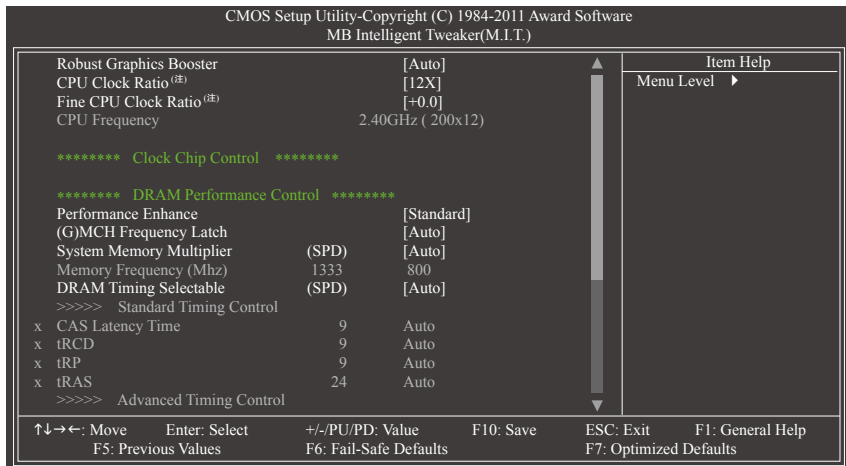 CMOS Setup Utility-Copyright (C) 1984-2011 Award Software
MB Intelligent Tweaker(M.I.T.)
Robust Graphics Booster [Auto]
CPU Clock Ratio (注) [12X]
Fine CPU Clock Ratio (注) [+0.0]
CPU Frequency 2.40GHz ( 200x12)
******** Clock Chip Control ********
******** DRAM Performance Control ********
Performance Enhance [Standard]
(G)MCH Frequency Latch [Auto]
System Memory Multiplier (SPD) [Auto]
Memory Frequency (Mhz) 1333 800
DRAM Timing Selectable (SPD) [Auto]
>>>>> Standard Timing Control
x CAS Latency Time 9 Auto
x tRCD 9 Auto
x tRP 9 Auto
x tRAS 24 Auto
>>>>> Advanced Timing Control
Item Help
Menu Level ▶
↑↓→←: Move Enter: Select +/-/PU/PD: Value F10: Save ESC: Exit F1: General Help
F5: Previous Values F6: Fail-Safe Defaults F7: Optimized Defaults